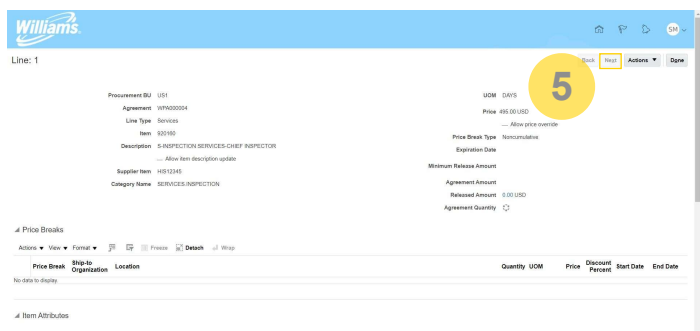 Williams.
SM
Line: 1
Back Next Actions Done
5
Procurement BU US1
Agreement WPA000004
Line Type Services
Item 920160
Description S-INSPECTION SERVICES-CHIEF INSPECTOR
Allow item description update
Supplier Item HIS12345
Category Name SERVICES.INSPECTION
UOM DAYS
Price 495.00 USD
Allow price override
Price Break Type Noncumulative
Expiration Date
Minimum Release Amount
Agreement Amount
Released Amount 0.00 USD
Agreement Quantity
Price Breaks
Actions View Format Freeze Detach Wrap
Price Break Ship-to Organization Location Quantity UOM Price Discount Percent Start Date End Date
No data to display.
Item Attributes